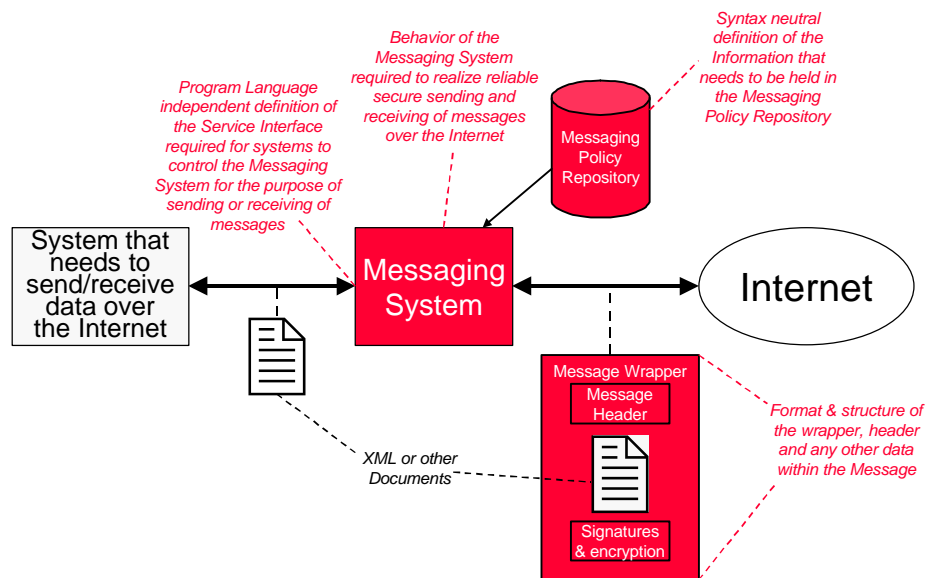 Behavior of the
Messaging System
required to realize reliable
secure sending and
receiving of messages
over the Internet
Syntax neutral
definition of the
Information that
needs to be held in
the Messaging
Policy Repository
Program Language
independent definition
of the Service Interface
required for systems to
control the Messaging
System for the purpose of
sending or receiving of
messages
Messaging
Policy
Repository
System that
needs to
send/receive
data over
the Internet
Messaging
System
Internet
Message Wrapper
Message
Header
Format & structure of
the wrapper, header
and any other data
within the Message
XML or other
Documents
Signatures
& encryption